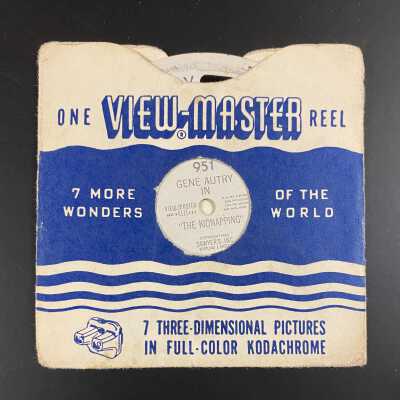 ONE VIEW-MASTER® REEL
951
GENE AUTRY
IN
"THE KIDNAPPING"
SAWYER'S INC.
7 MORE
WONDERS
OF THE
WORLD
7 THREE-DIMENSIONAL PICTURES
IN FULL-COLOR KODACHROME